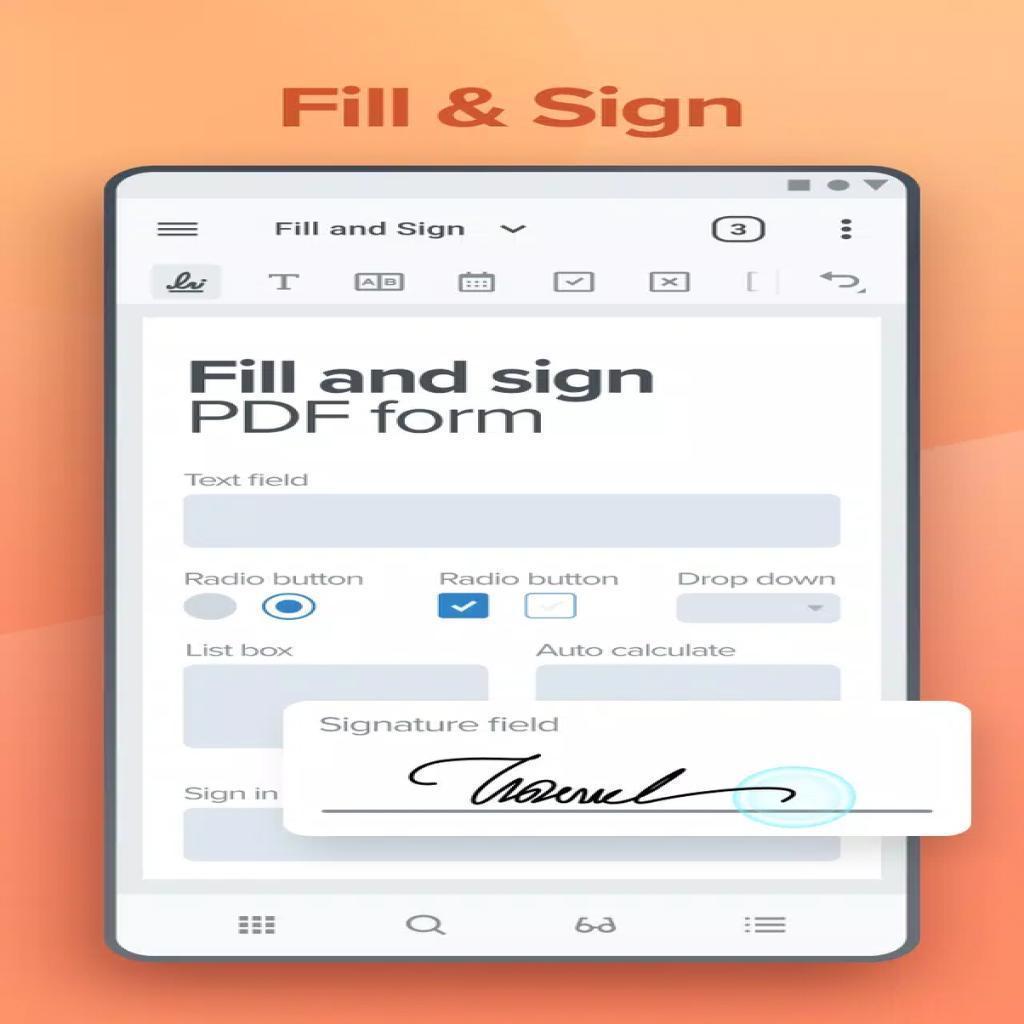 Fill & Sign
Fill and Sign
3
T
A B
Fill and sign
PDF form
Text field
Radio button Radio button Drop down
List box Auto calculate
Signature field
Sign in